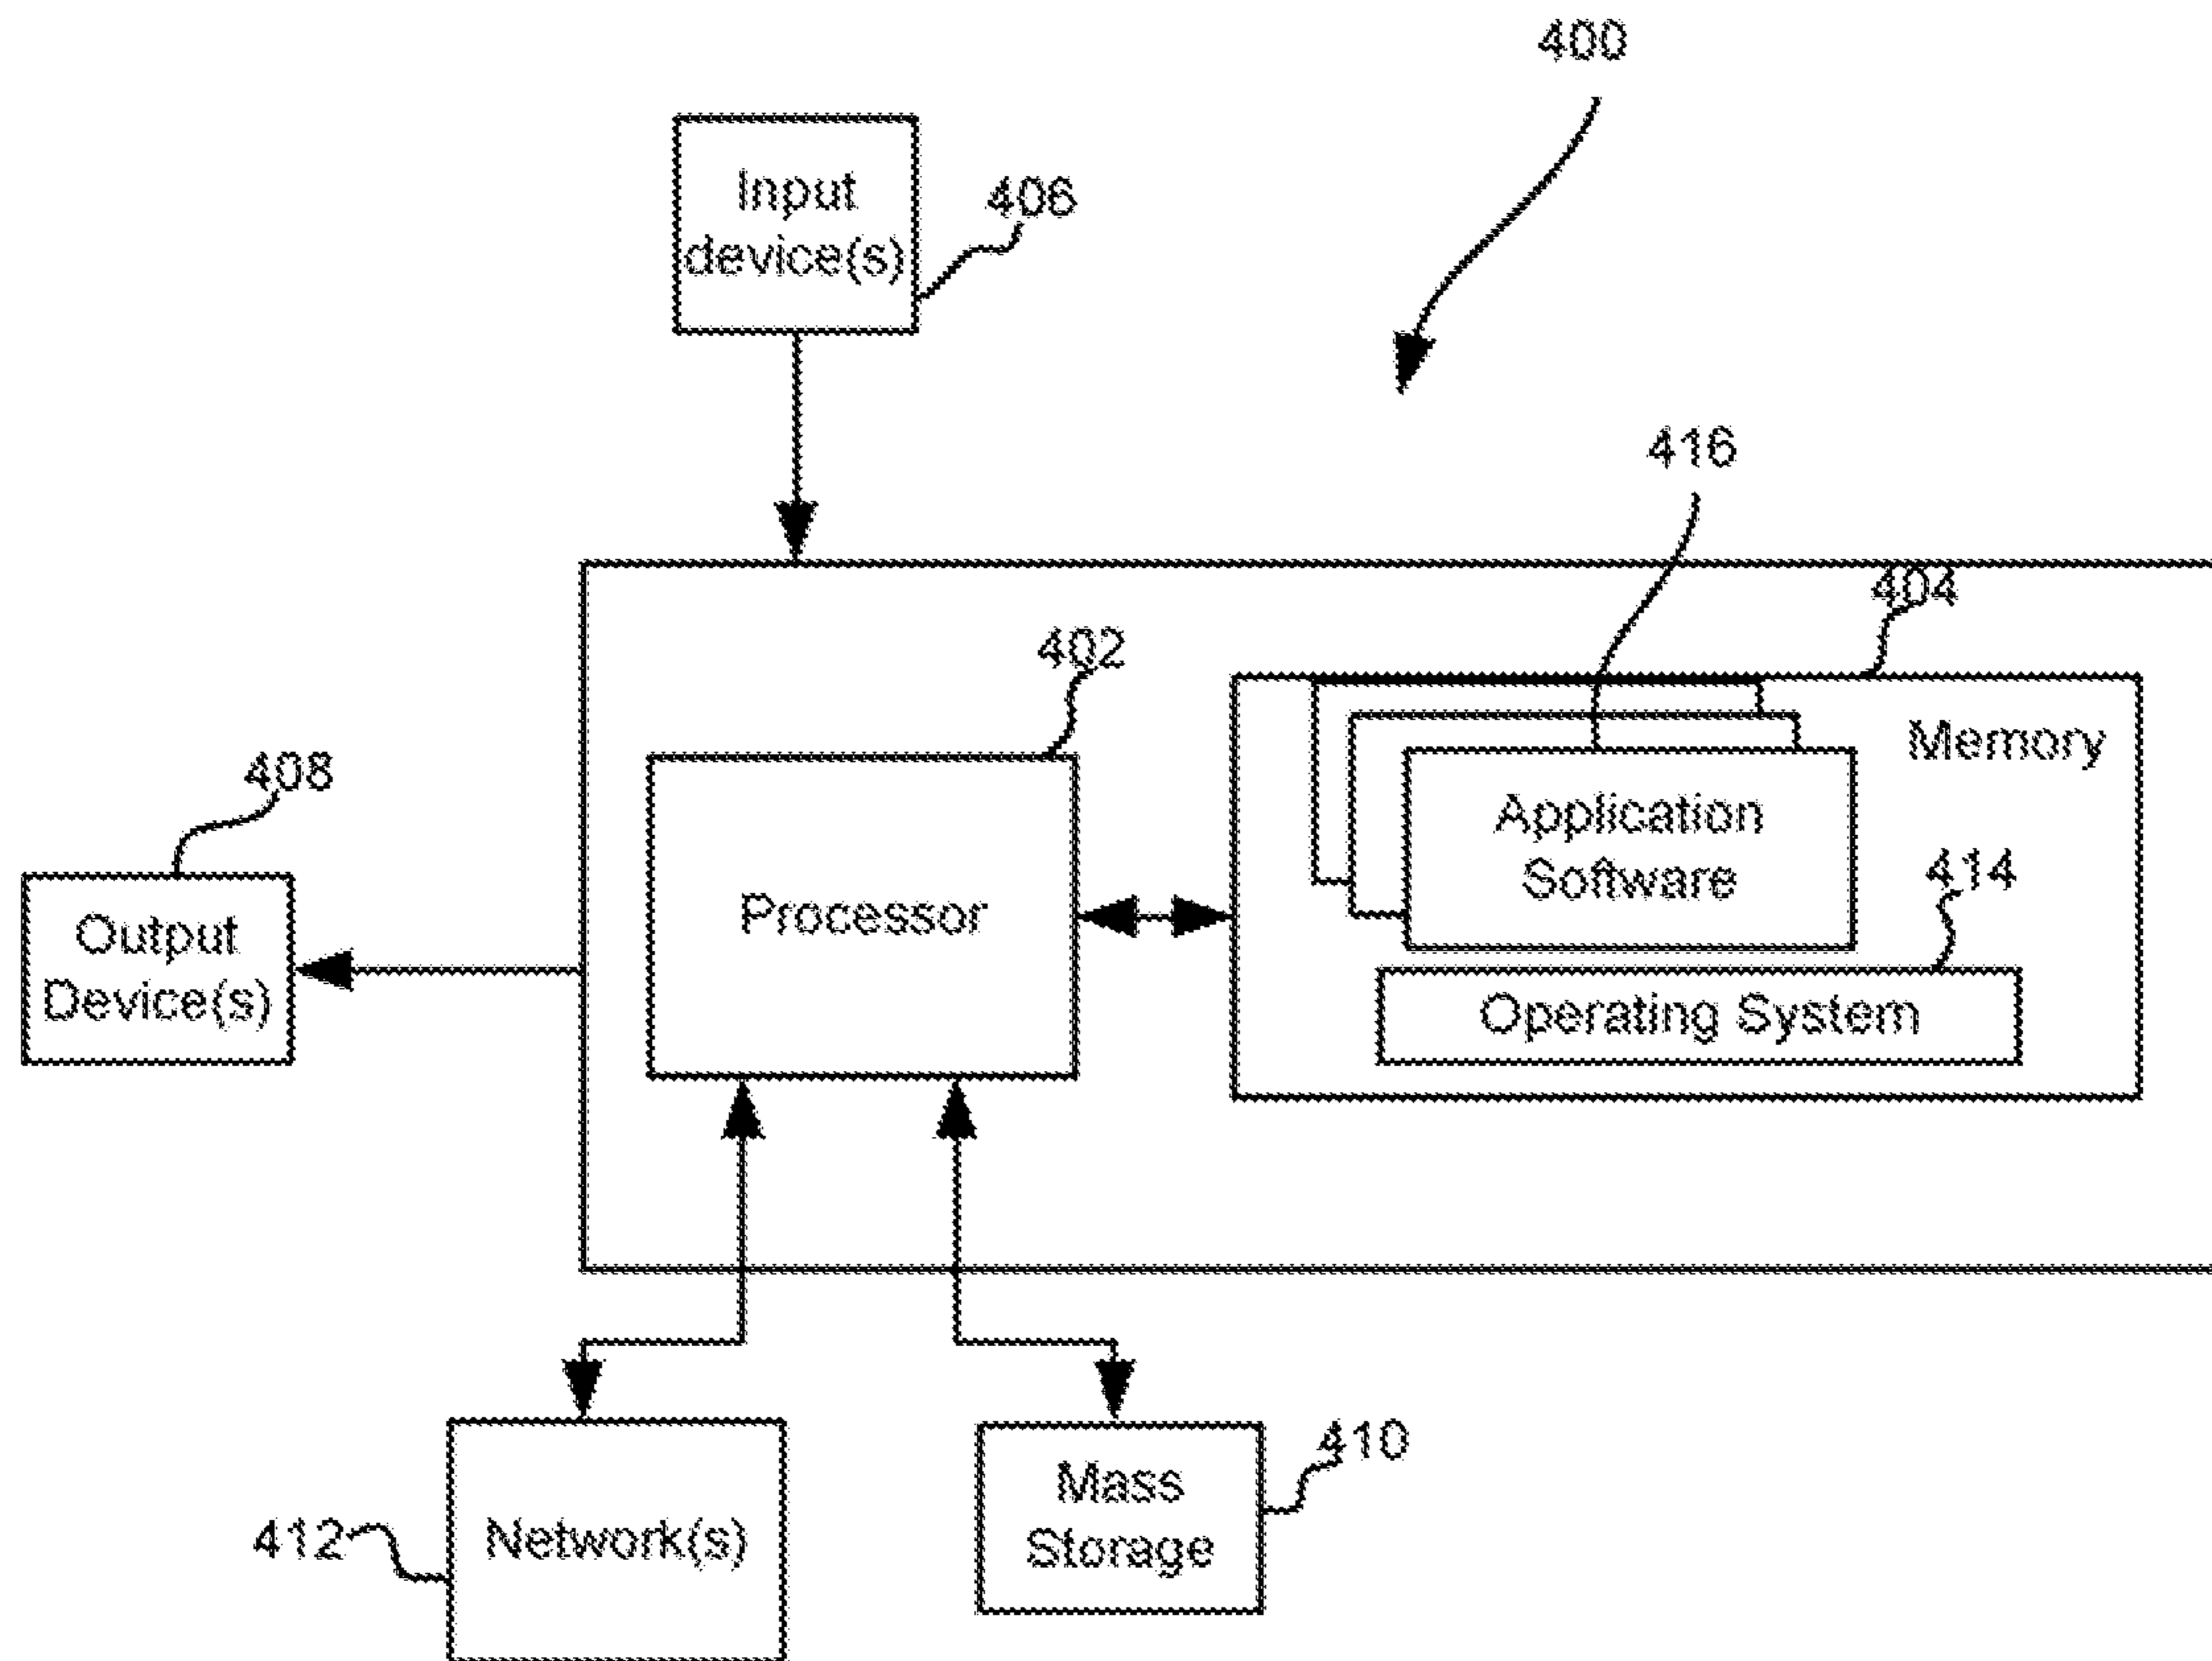 400
Input
device(s)
406
416
404
402
Memory
408
Application
Software
414
Output
Device(s)
Processor
Operating System
410
Mass
Storage
412
Network(s)